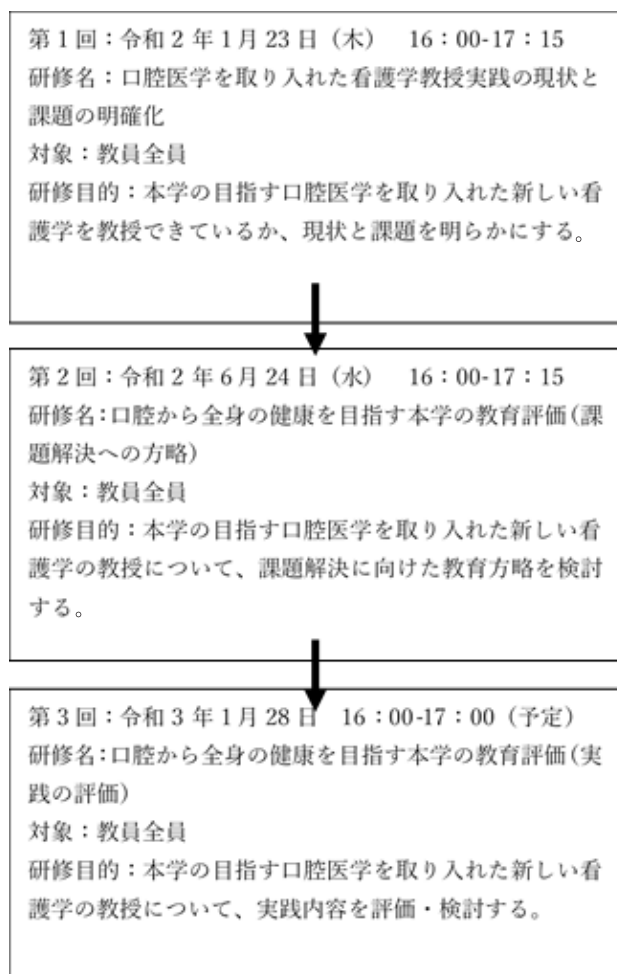 第1回：令和2年1月23日（木）　16：00-17：15
研修名：口腔医学を取り入れた看護学教授実践の現状と
課題の明確化
対象：教員全員
研修目的：本学の目指す口腔医学を取り入れた新しい看
護学を教授できているか、現状と課題を明らかにする。
第2回：令和2年6月24日（水）　16：00-17：15
研修名：口腔から全身の健康を目指す本学の教育評価（課
題解決への方略）
対象：教員全員
研修目的：本学の目指す口腔医学を取り入れた新しい看
護学の教授について、課題解決に向けた教育方略を検討
する。
第3回：令和3年1月28日　16：00-17：00（予定）
研修名：口腔から全身の健康を目指す本学の教育評価（実
践の評価）
対象：教員全員
研修目的：本学の目指す口腔医学を取り入れた新しい看
護学の教授について、実践内容を評価・検討する。